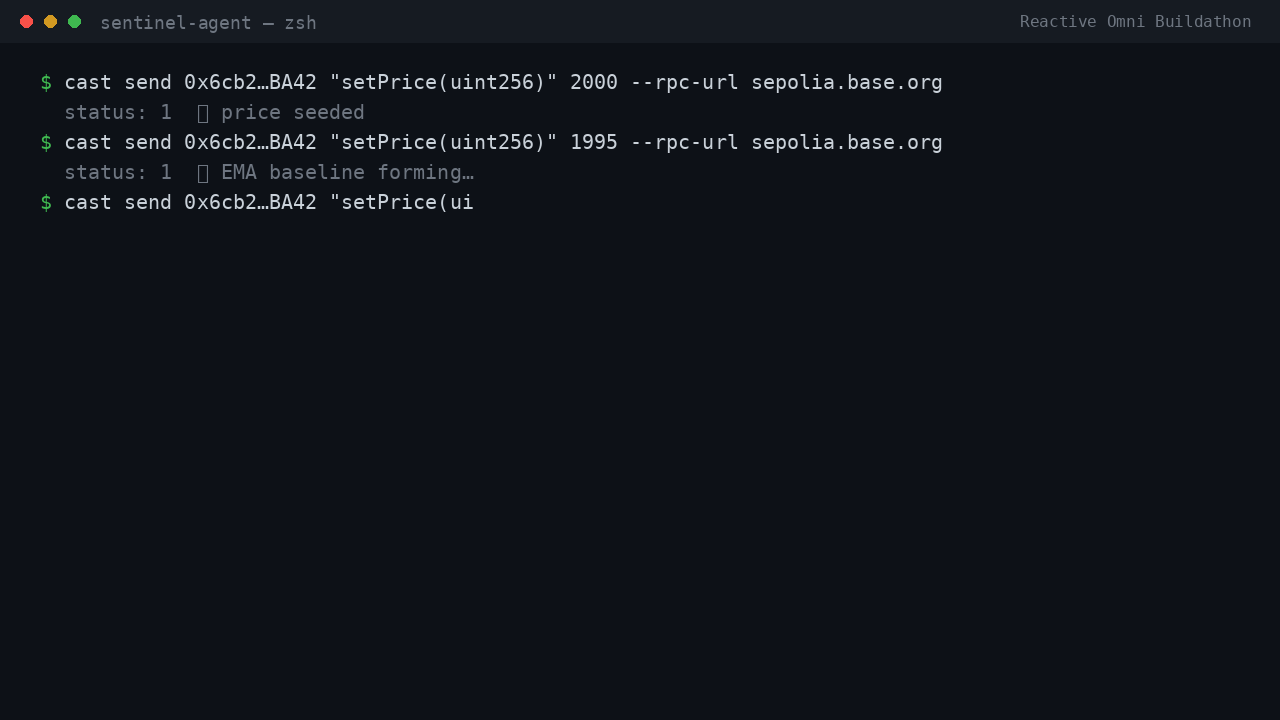 sentinel-agent — zsh
Reactive Omni Buildathon
$ cast send 0x6cb2…BA42 "setPrice(uint256)" 2000 --rpc-url sepolia.base.org
status: 1 price seeded
$ cast send 0x6cb2…BA42 "setPrice(uint256)" 1995 --rpc-url sepolia.base.org
status: 1 EMA baseline forming…
$ cast send 0x6cb2…BA42 "setPrice(ui